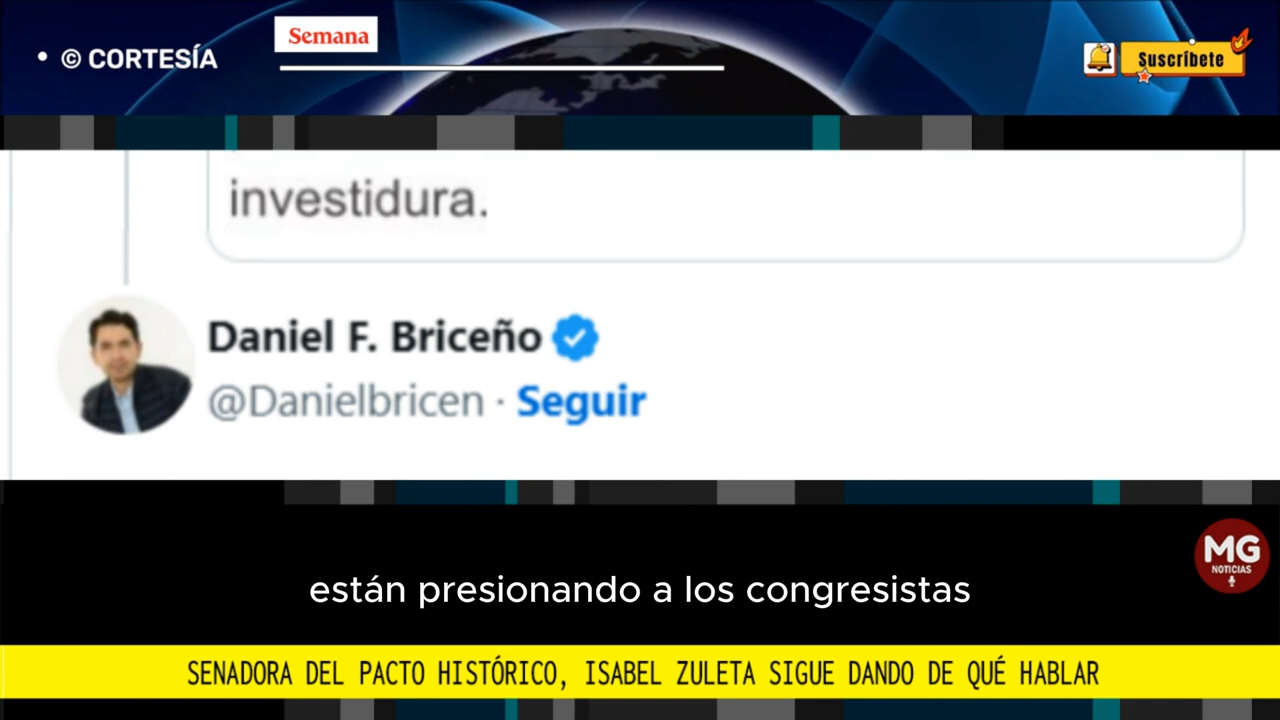 • © CORTESÍA
Semana
Suscríbete
investidura.
Daniel F. Briceño
@Danielbricen · Seguir
MG
NOTICIAS
están presionando a los congresistas
SENADORA DEL PACTO HISTÓRICO, ISABEL ZULETA SIGUE DANDO DE QUÉ HABLAR